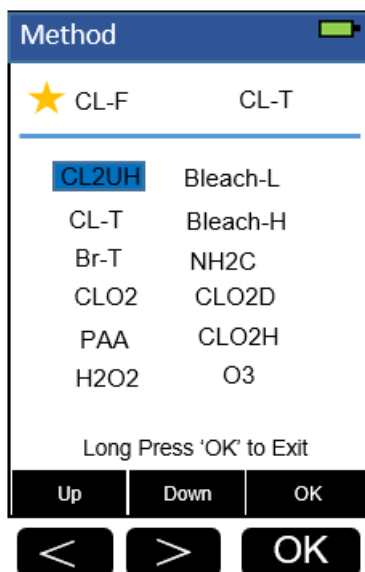 Method
CL-F CL-T
CL2UH Bleach-L
CL-T Bleach-H
Br-T NH2C
CLO2 CLO2D
PAA CLO2H
H2O2 O3
Long Press 'OK' to Exit
Up Down OK
< > OK